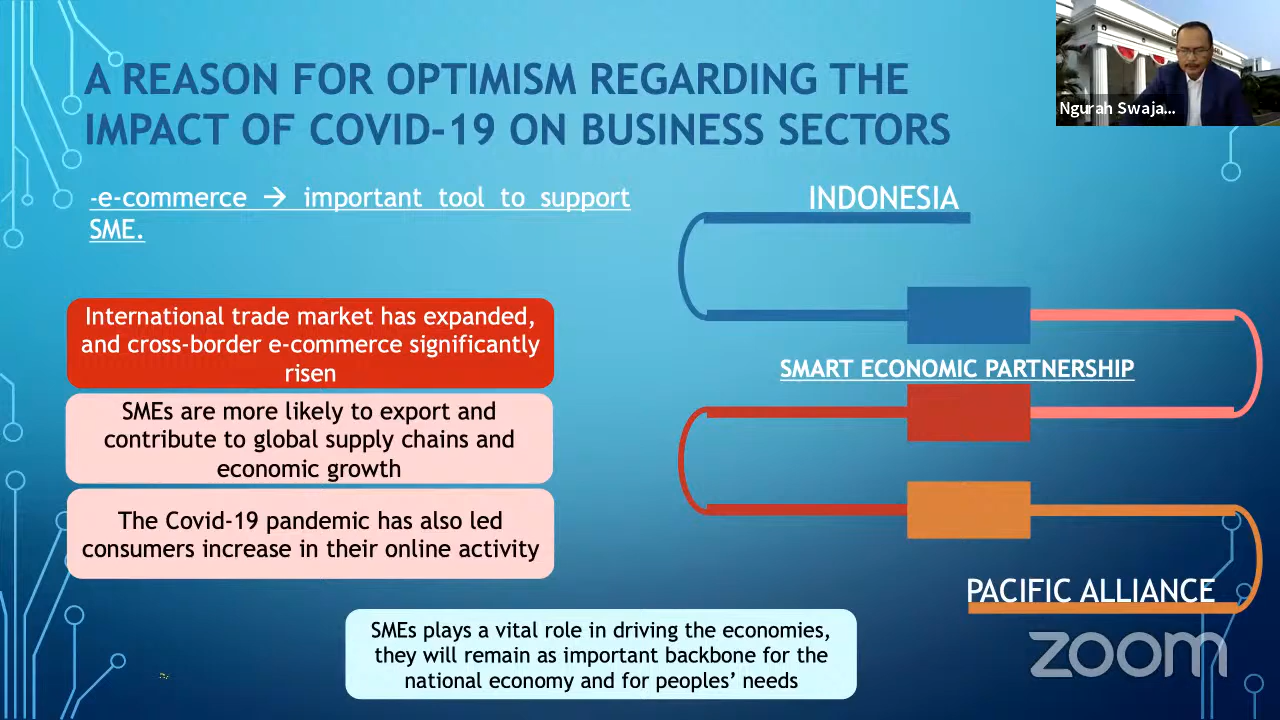 A REASON FOR OPTIMISM REGARDING THE
IMPACT OF COVID-19 ON BUSINESS SECTORS
Ngurah Swaja...
-e-commerce → important tool to support
SME.
INDONESIA
International trade market has expanded,
and cross-border e-commerce significantly
risen
SMART ECONOMIC PARTNERSHIP
SMEs are more likely to export and
contribute to global supply chains and
economic growth
The Covid-19 pandemic has also led
consumers increase in their online activity
PACIFIC ALLIANCE
SMEs plays a vital role in driving the economies,
they will remain as important backbone for the
national economy and for peoples’ needs
zoom